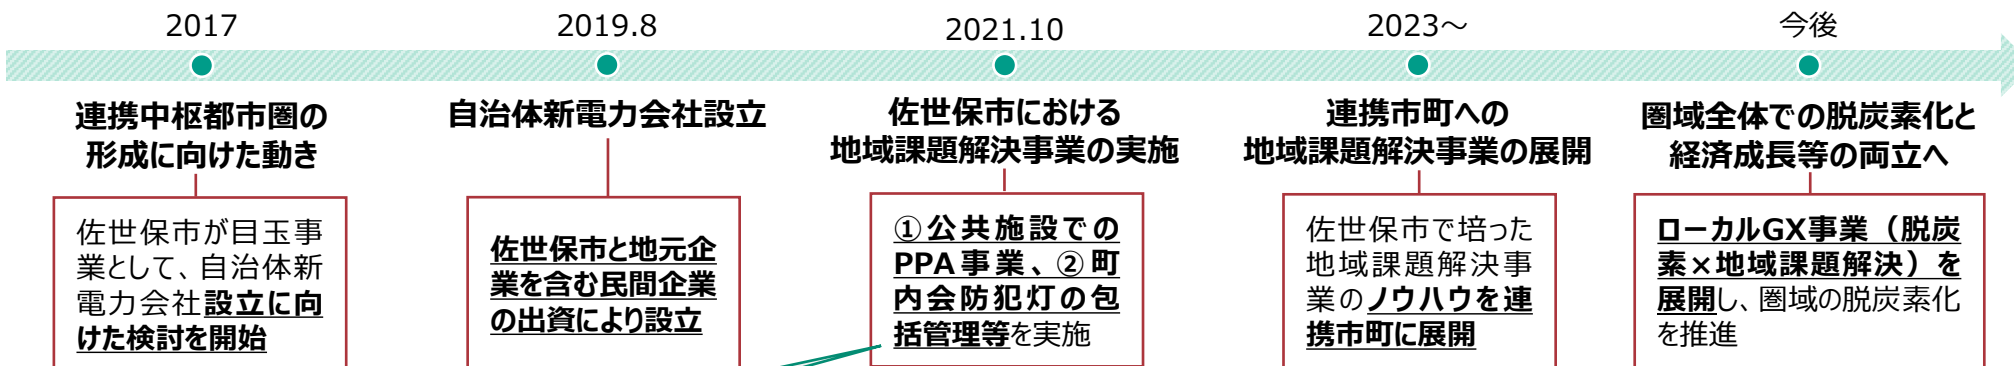 2017
連携中枢都市圏の
形成に向けた動き
佐世保市が目玉事
業として、自治体新
電力会社設立に向
けた検討を開始
2019.8
自治体新電力会社設立
佐世保市と地元企
業を含む民間企業
の出資により設立
2021.10
佐世保市における
地域課題解決事業の実施
①公共施設での
PPA事業、②町
内会防犯灯の包
括管理等を実施
2023～
連携市町への
地域課題解決事業の展開
佐世保市で培った
地域課題解決事
業のノウハウを連
携市町に展開
今後
圏域全体での脱炭素化と
経済成長等の両立へ
ローカルGX事業（脱炭
素×地域課題解決）を
展開し、圏域の脱炭素化
を推進